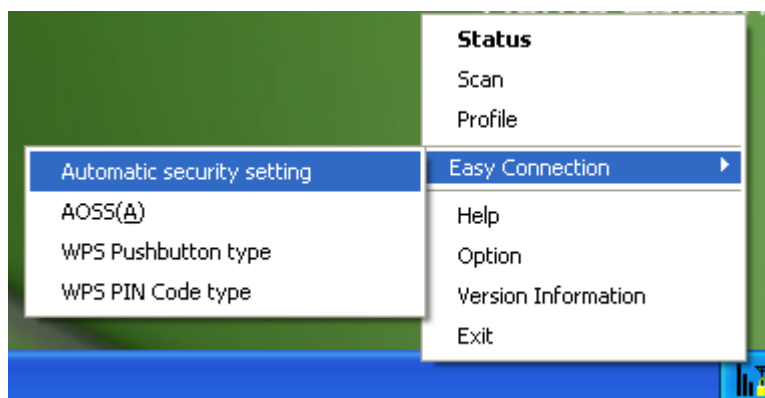 Status
Scan
Profile
Easy Connection
Automatic security setting
AOSS(A)
WPS Pushbutton type
WPS PIN Code type
Help
Option
Version Information
Exit